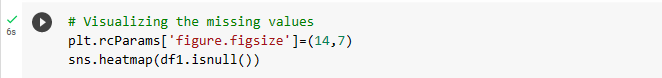 # Visualizing the missing values
plt.rcParams['figure.figsize']=(14,7)
6s
sns.heatmap(df1.isnull())